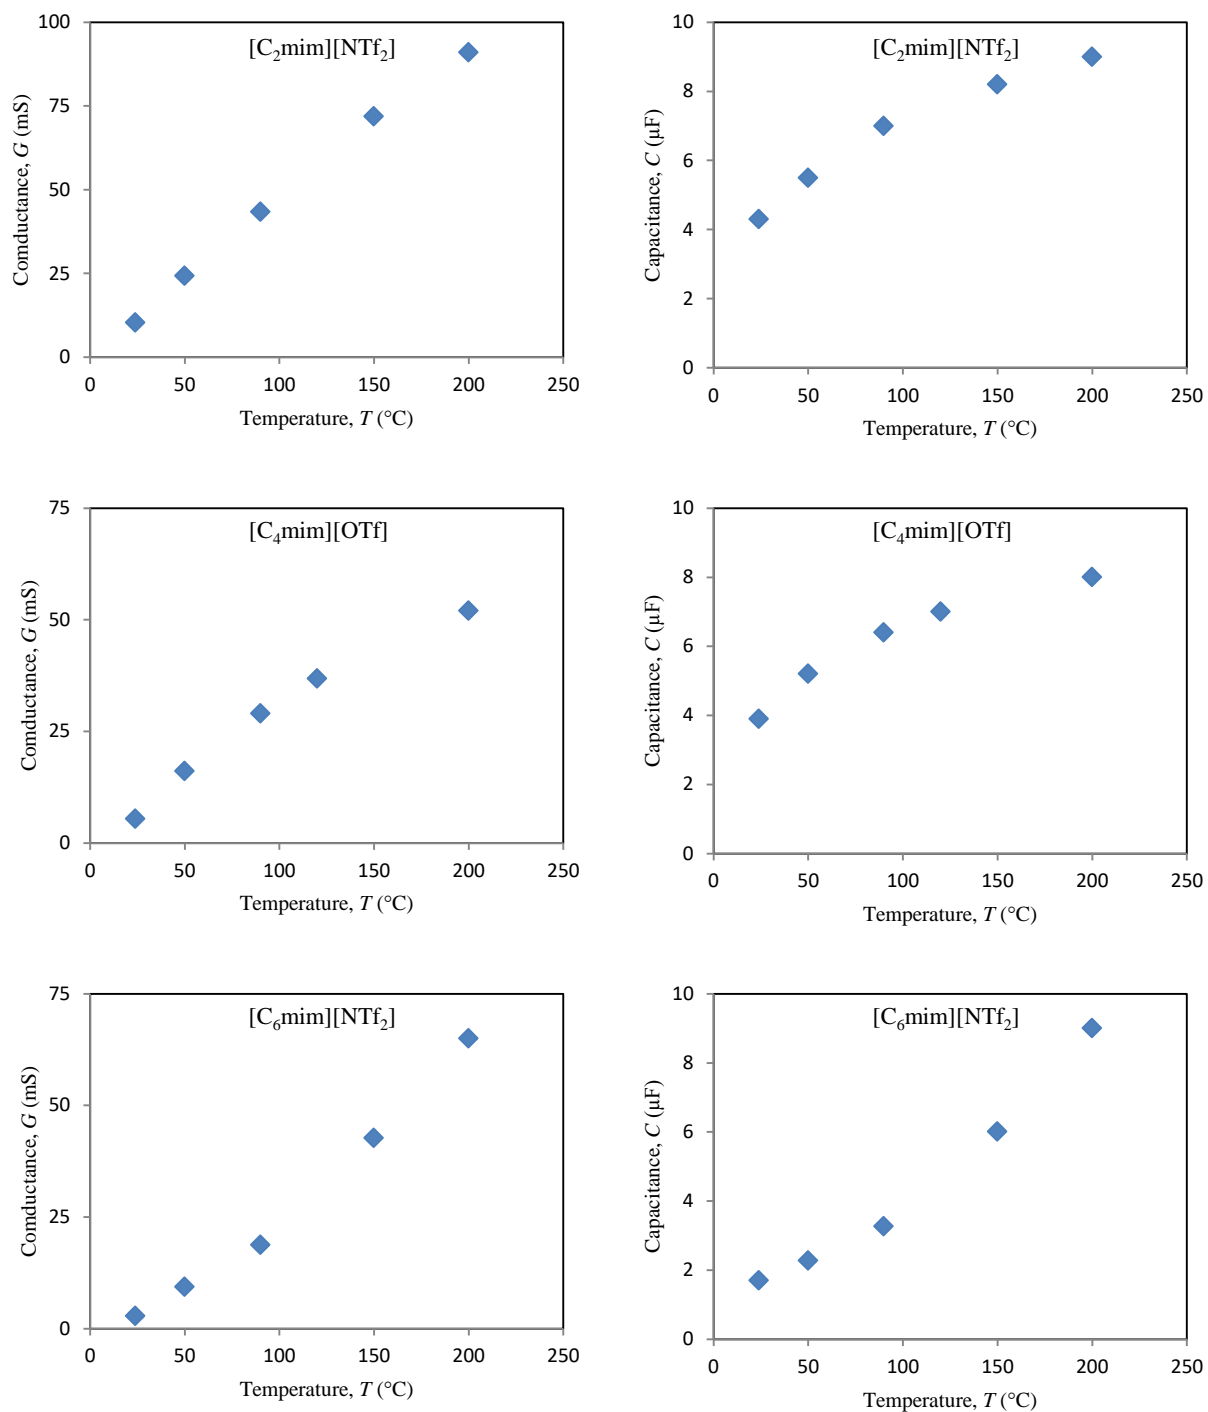 [C₂mim][NTf₂]
Comductance, G (mS)
100
75
50
25
0
0 50 100 150 200 250
Temperature, T (°C)
[C₂mim][NTf₂]
Capacitance, C (µF)
10
8
6
4
2
0
0 50 100 150 200 250
Temperature, T (°C)
[C₄mim][OTf]
Comductance, G (mS)
75
50
25
0
0 50 100 150 200 250
Temperature, T (°C)
[C₄mim][OTf]
Capacitance, C (µF)
10
8
6
4
2
0
0 50 100 150 200 250
Temperature, T (°C)
[C₆mim][NTf₂]
Comductance, G (mS)
75
50
25
0
0 50 100 150 200 250
Temperature, T (°C)
[C₆mim][NTf₂]
Capacitance, C (µF)
10
8
6
4
2
0
0 50 100 150 200 250
Temperature, T (°C)